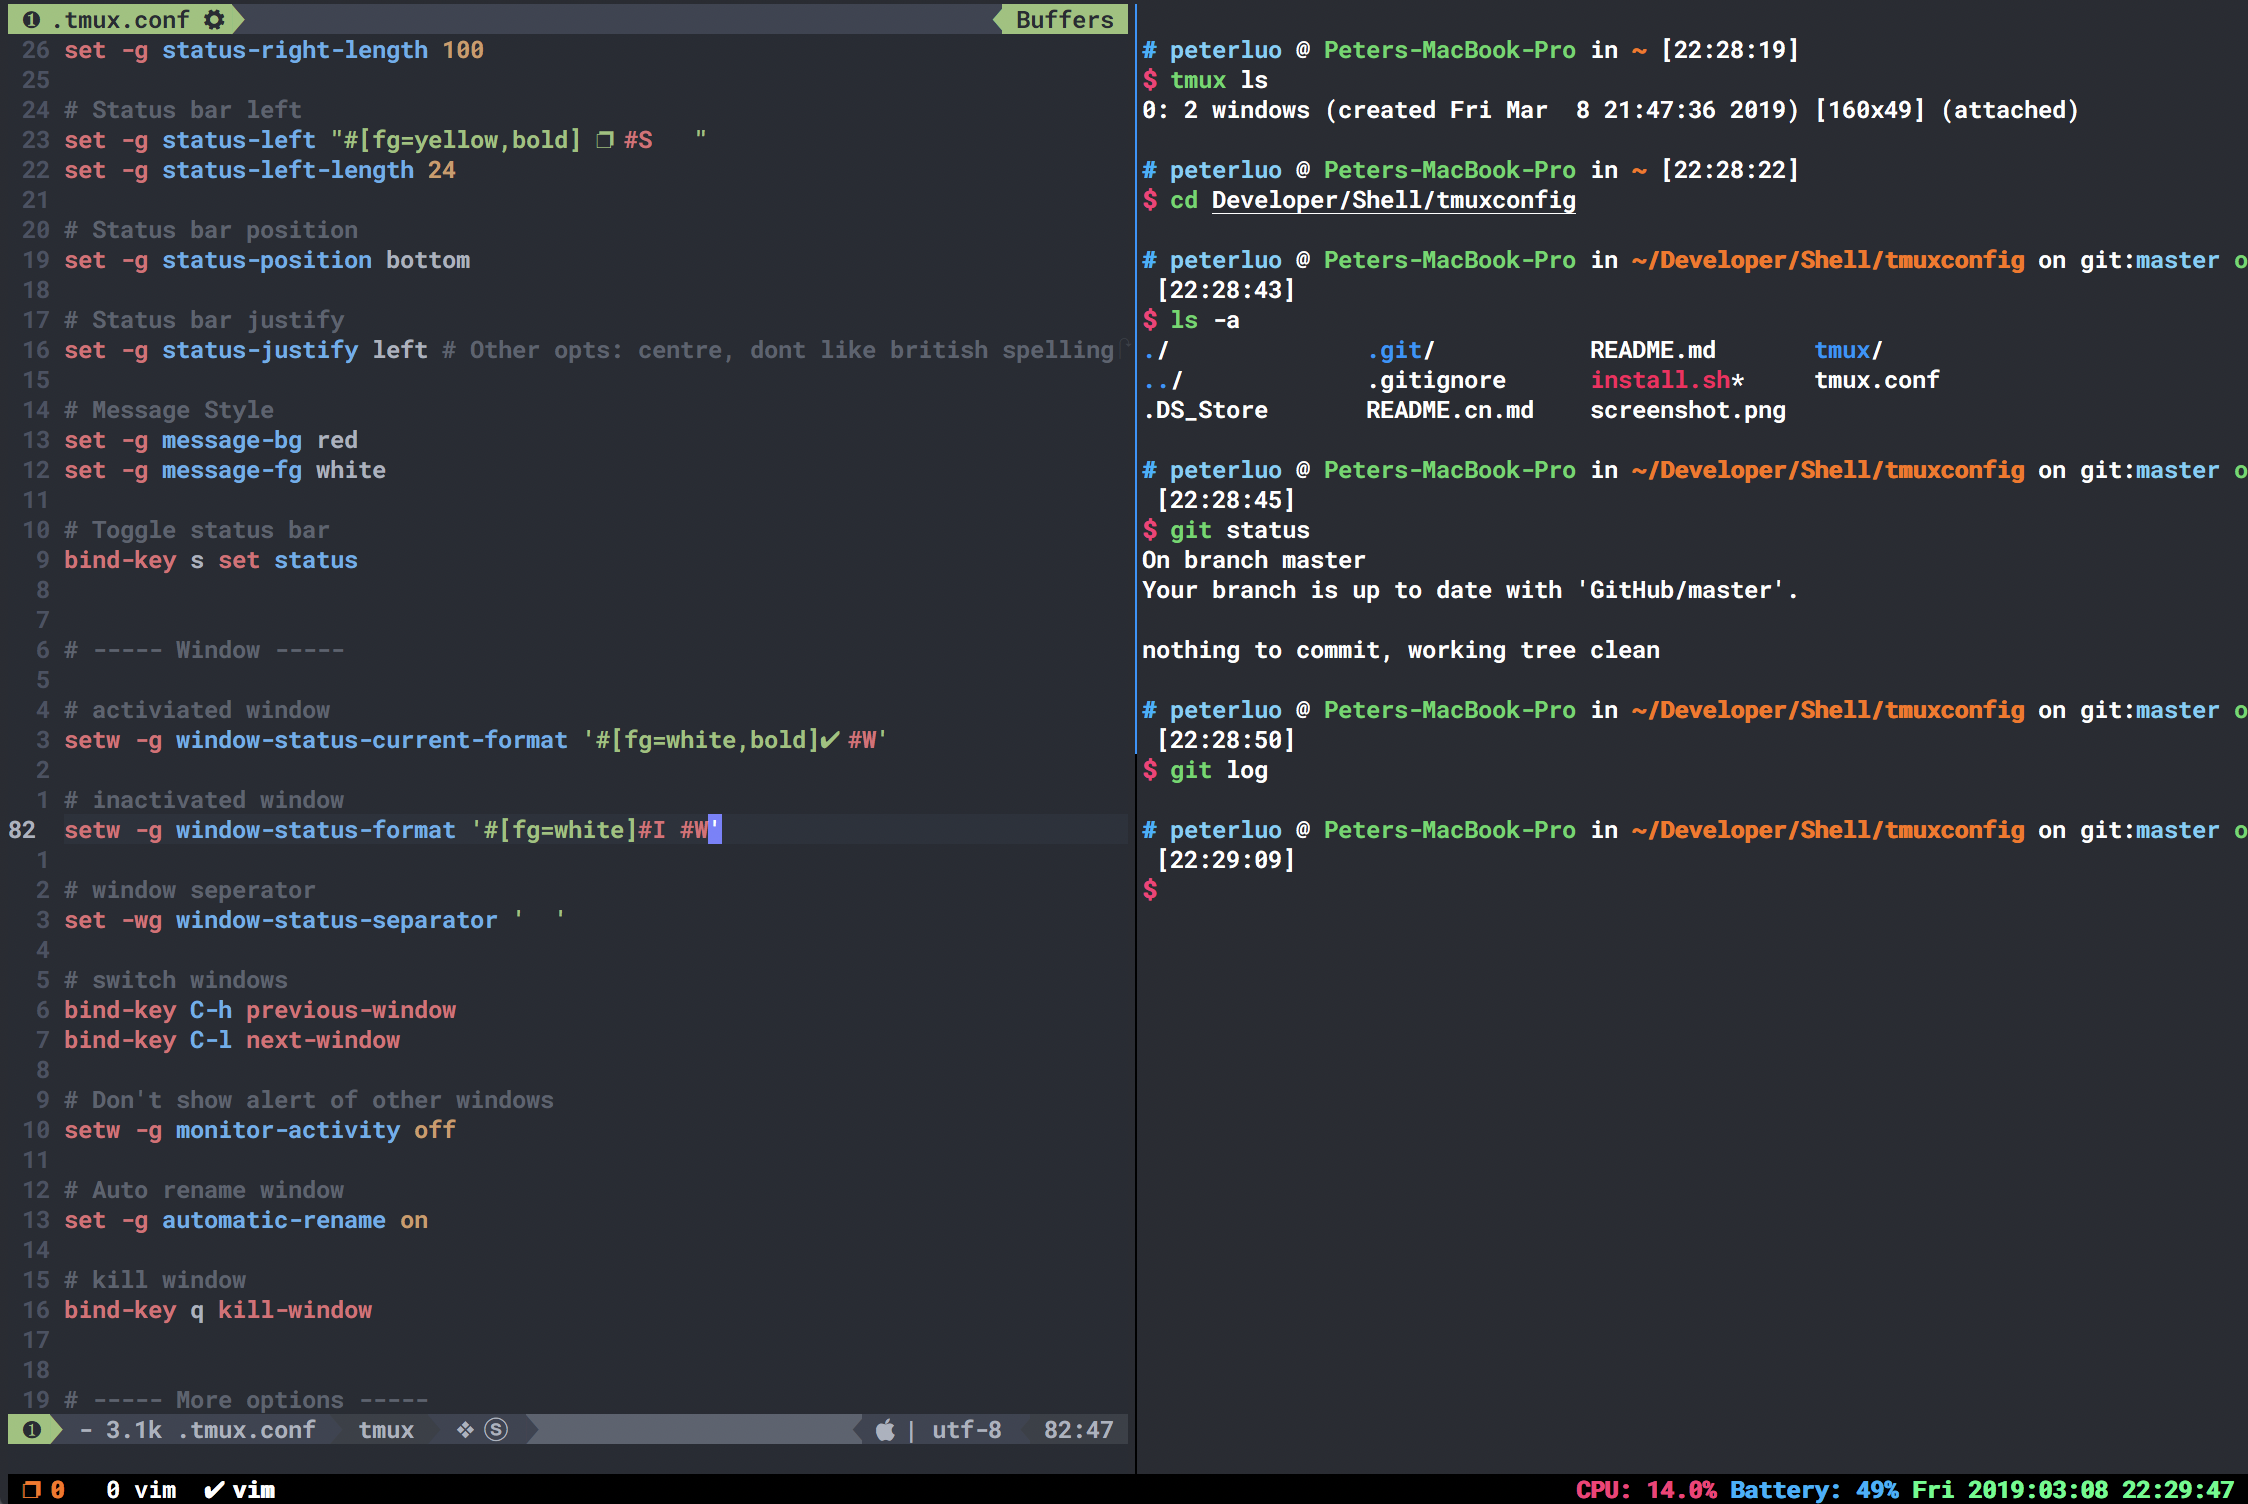 ❶ .tmux.conf ⚙ Buffers
26 set -g status-right-length 100
25
24 # Status bar left
23 set -g status-left "#[fg=yellow,bold] ❐ #S   "
22 set -g status-left-length 24
21
20 # Status bar position
19 set -g status-position bottom
18
17 # Status bar justify
16 set -g status-justify left # Other opts: centre, dont like british spelling
15
14 # Message Style
13 set -g message-bg red
12 set -g message-fg white
11
10 # Toggle status bar
9 bind-key s set status
8
7
6 # ----- Window -----
5
4 # activiated window
3 setw -g window-status-current-format '#[fg=white,bold]✔ #W'
2
1 # inactivated window
82 setw -g window-status-format '#[fg=white]#I #W'
1
2 # window seperator
3 set -wg window-status-separator '  '
4
5 # switch windows
6 bind-key C-h previous-window
7 bind-key C-l next-window
8
9 # Don't show alert of other windows
10 setw -g monitor-activity off
11
12 # Auto rename window
13 set -g automatic-rename on
14
15 # kill window
16 bind-key q kill-window
17
18
19 # ----- More options -----
❶ - 3.1k .tmux.conf tmux ❖ ⓢ | utf-8 82:47
# peterluo @ Peters-MacBook-Pro in ~ [22:28:19]
$ tmux ls
0: 2 windows (created Fri Mar  8 21:47:36 2019) [160x49] (attached)
# peterluo @ Peters-MacBook-Pro in ~ [22:28:22]
$ cd Developer/Shell/tmuxconfig
# peterluo @ Peters-MacBook-Pro in ~/Developer/Shell/tmuxconfig on git:master o
[22:28:43]
$ ls -a
./ .git/ README.md tmux/
../ .gitignore install.sh* tmux.conf
.DS_Store README.cn.md screenshot.png
# peterluo @ Peters-MacBook-Pro in ~/Developer/Shell/tmuxconfig on git:master o
[22:28:45]
$ git status
On branch master
Your branch is up to date with 'GitHub/master'.
nothing to commit, working tree clean
# peterluo @ Peters-MacBook-Pro in ~/Developer/Shell/tmuxconfig on git:master o
[22:28:50]
$ git log
# peterluo @ Peters-MacBook-Pro in ~/Developer/Shell/tmuxconfig on git:master o
[22:29:09]
$
❐ 0 0 vim ✔ vim CPU: 14.0% Battery: 49% Fri 2019:03:08 22:29:47